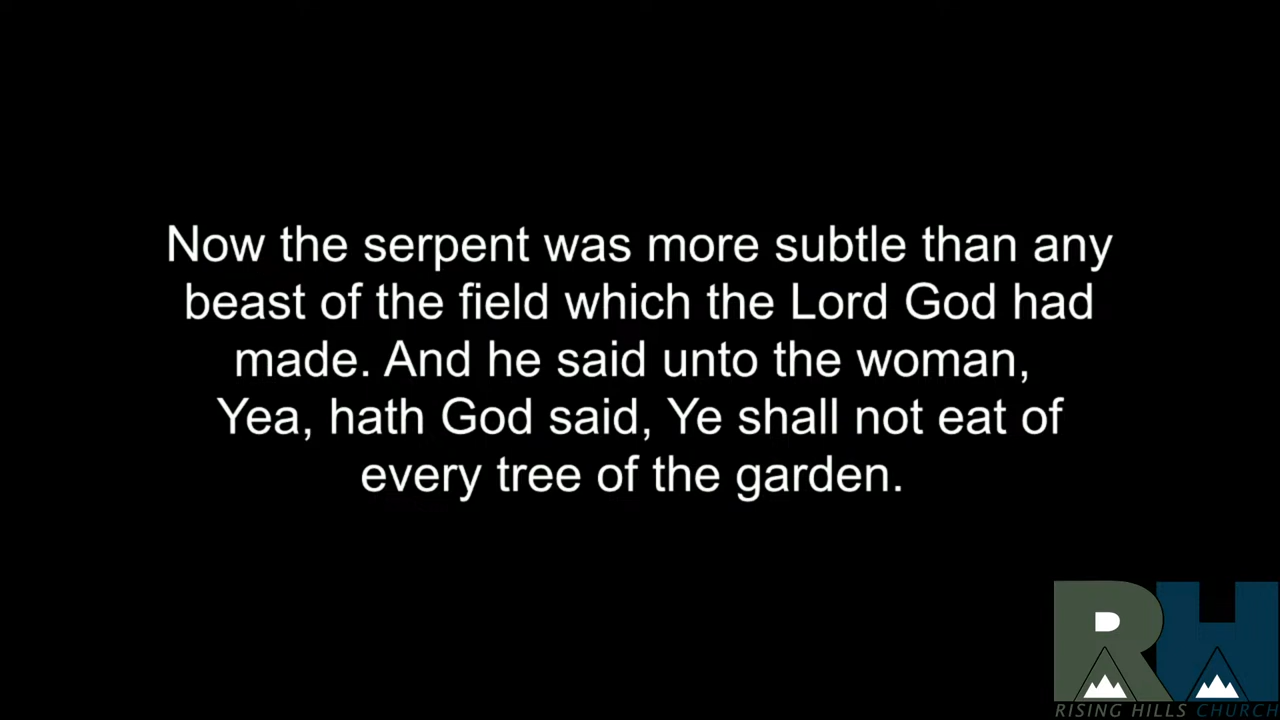 Now the serpent was more subtle than any
beast of the field which the Lord God had
made. And he said unto the woman,
Yea, hath God said, Ye shall not eat of
every tree of the garden.
RH
RISING HILLS CHURCH